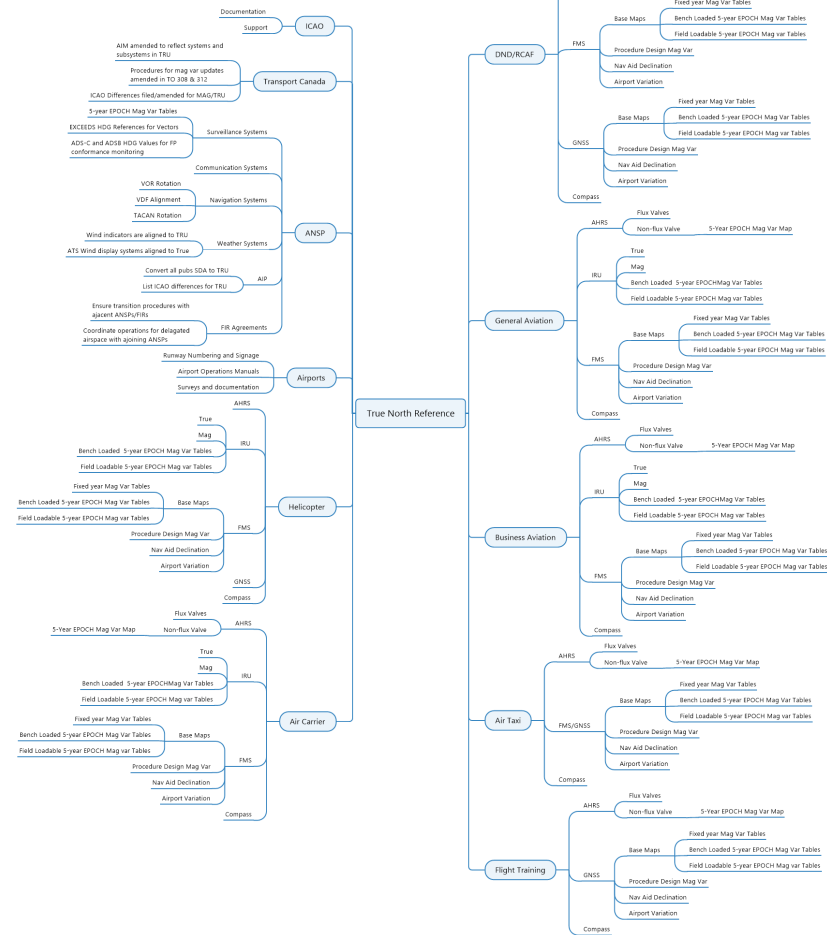 True North Reference
ICAO
Documentation
Support
Transport Canada
AIM amended to reflect systems and
subsystems in TRU
Procedures for mag var updates
amended in TO 308 & 312
ICAO Differences filed/amended for MAG/TRU
ANSP
Surveillance Systems
5-year EPOCH Mag Var Tables
EXCEEDS HDG References for Vectors
ADS-C and ADSB HDG Values for FP
conformance monitoring
Communication Systems
Navigation Systems
VOR Rotation
VDF Alignment
TACAN Rotation
Weather Systems
Wind indicators are aligned to TRU
ATS Wind display systems aligned to True
AIP
Convert all pubs SDA to TRU
List ICAO differences for TRU
FIR Agreements
Ensure transition procedures with
ajacent ANSPs/FIRs
Coordinate operations for delagated
airspace with ajoining ANSPs
Airports
Runway Numbering and Signage
Airport Operations Manuals
Surveys and documentation
Helicopter
AHRS
IRU
True
Mag
Bench Loaded 5-year EPOCH Mag Var Tables
Field Loadable 5-year EPOCH Mag var Tables
FMS
Base Maps
Fixed year Mag Var Tables
Bench Loaded 5-year EPOCH Mag Var Tables
Field Loadable 5-year EPOCH Mag var Tables
Procedure Design Mag Var
Nav Aid Declination
Airport Variation
GNSS
Compass
Air Carrier
AHRS
Flux Valves
Non-flux Valve
5-Year EPOCH Mag Var Map
IRU
True
Mag
Bench Loaded 5-year EPOCHMag Var Tables
Field Loadable 5-year EPOCH Mag var Tables
FMS
Base Maps
Fixed year Mag Var Tables
Bench Loaded 5-year EPOCH Mag Var Tables
Field Loadable 5-year EPOCH Mag var Tables
Procedure Design Mag Var
Nav Aid Declination
Airport Variation
Compass
DND/RCAF
FMS
Base Maps
Fixed year Mag Var Tables
Bench Loaded 5-year EPOCH Mag Var Tables
Field Loadable 5-year EPOCH Mag var Tables
Procedure Design Mag Var
Nav Aid Declination
Airport Variation
GNSS
Base Maps
Fixed year Mag Var Tables
Bench Loaded 5-year EPOCH Mag Var Tables
Field Loadable 5-year EPOCH Mag var Tables
Procedure Design Mag Var
Nav Aid Declination
Airport Variation
Compass
General Aviation
AHRS
Flux Valves
Non-flux Valve
5-Year EPOCH Mag Var Map
IRU
True
Mag
Bench Loaded 5-year EPOCHMag Var Tables
Field Loadable 5-year EPOCH Mag var Tables
FMS
Base Maps
Fixed year Mag Var Tables
Bench Loaded 5-year EPOCH Mag Var Tables
Field Loadable 5-year EPOCH Mag var Tables
Procedure Design Mag Var
Nav Aid Declination
Airport Variation
Compass
Business Aviation
AHRS
Flux Valves
Non-flux Valve
5-Year EPOCH Mag Var Map
IRU
True
Mag
Bench Loaded 5-year EPOCHMag Var Tables
Field Loadable 5-year EPOCH Mag var Tables
FMS
Base Maps
Fixed year Mag Var Tables
Bench Loaded 5-year EPOCH Mag Var Tables
Field Loadable 5-year EPOCH Mag var Tables
Procedure Design Mag Var
Nav Aid Declination
Airport Variation
Compass
Air Taxi
AHRS
Flux Valves
Non-flux Valve
5-Year EPOCH Mag Var Map
FMS/GNSS
Base Maps
Fixed year Mag Var Tables
Bench Loaded 5-year EPOCH Mag Var Tables
Field Loadable 5-year EPOCH Mag var Tables
Procedure Design Mag Var
Nav Aid Declination
Airport Variation
Compass
Flight Training
AHRS
Flux Valves
Non-flux Valve
5-Year EPOCH Mag Var Map
GNSS
Base Maps
Fixed year Mag Var Tables
Bench Loaded 5-year EPOCH Mag Var Tables
Field Loadable 5-year EPOCH Mag var Tables
Procedure Design Mag Var
Nav Aid Declination
Airport Variation
Compass